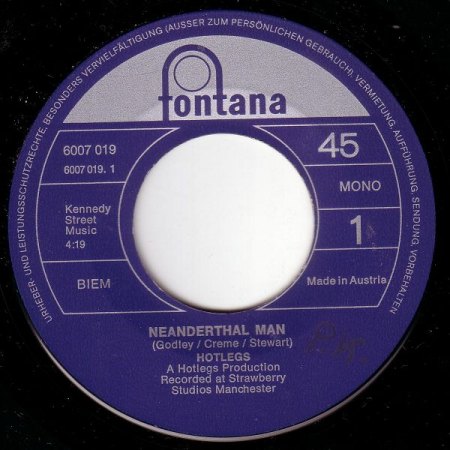 URHEBER- UND LEISTUNGSSCHUTZRECHTE, BESONDERS VERVIELFÄLTIGUNG (AUSSER ZUM PERSÖNLICHEN GEBRAUCH), VERMIETUNG, AUFFÜHRUNG, SENDUNG, VORBEHALTEN
fontana
6007 019
6007 019. 1
45
MONO
Kennedy
Street
Music
4:19
1
BIEM
Made in Austria
NEANDERTHAL MAN
(Godley / Creme / Stewart)
HOTLEGS
A Hotlegs Production
Recorded at Strawberry
Studios Manchester